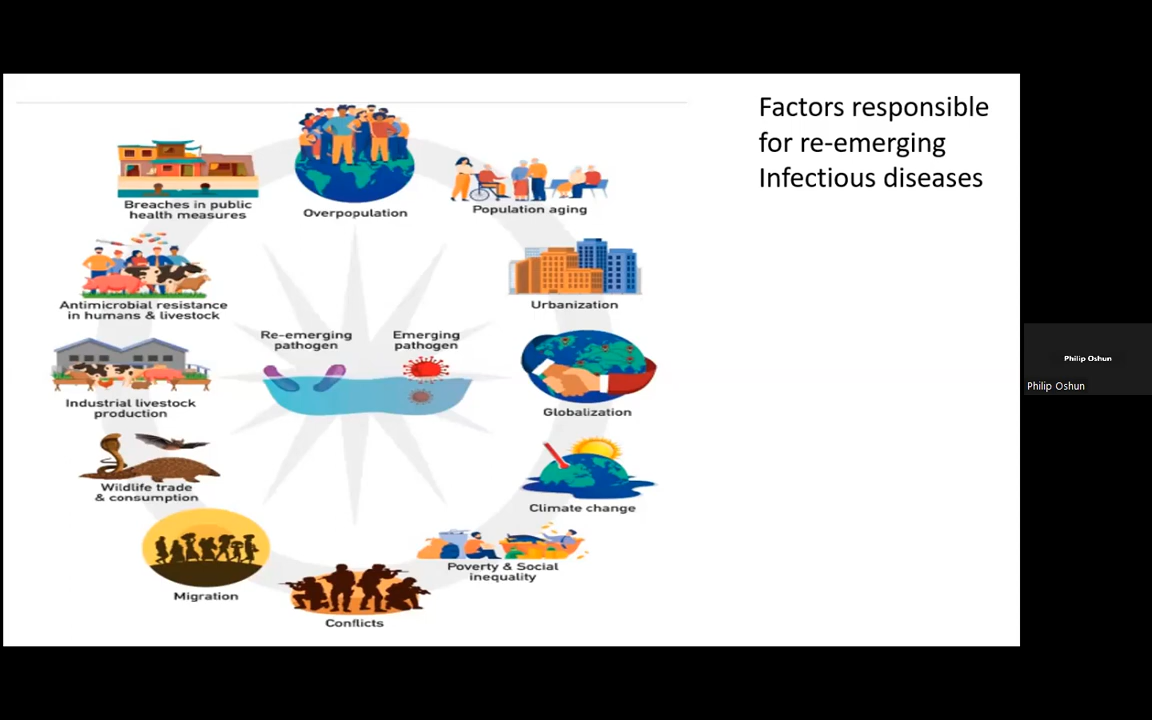 Factors responsible
for re-emerging
Infectious diseases
Overpopulation
Population aging
Urbanization
Globalization
Climate change
Poverty & Social
inequality
Conflicts
Migration
Wildlife trade
& consumption
Industrial livestock
production
Antimicrobial resistance
in humans & livestock
Breaches in public
health measures
Re-emerging
pathogen
Emerging
pathogen
Philip Oshun
Philip Oshun